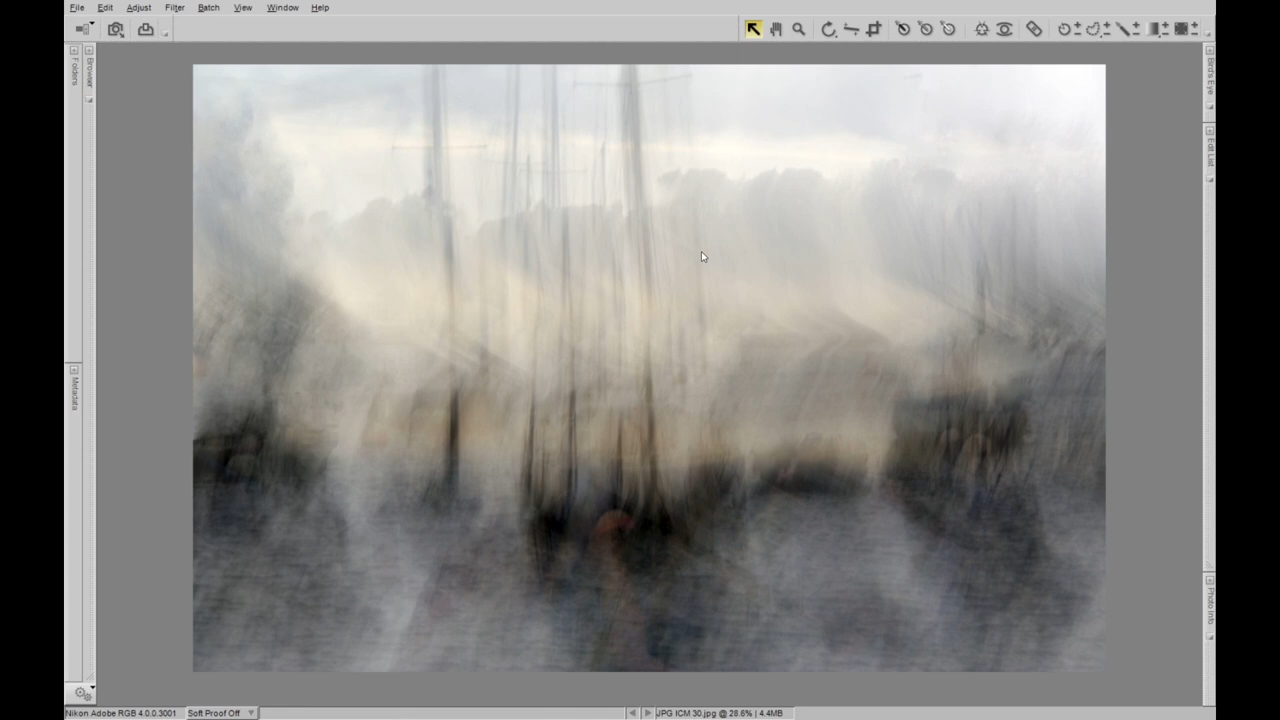 File Edit Adjust Filter Batch View Window Help
Folders
Browser
Metadata
Bird's Eye
Edit List
Photo Info
Nikon Adobe RGB 4.0.0.3001 Soft Proof Off JPG ICM 30.jpg @ 28.6% | 4.4MB